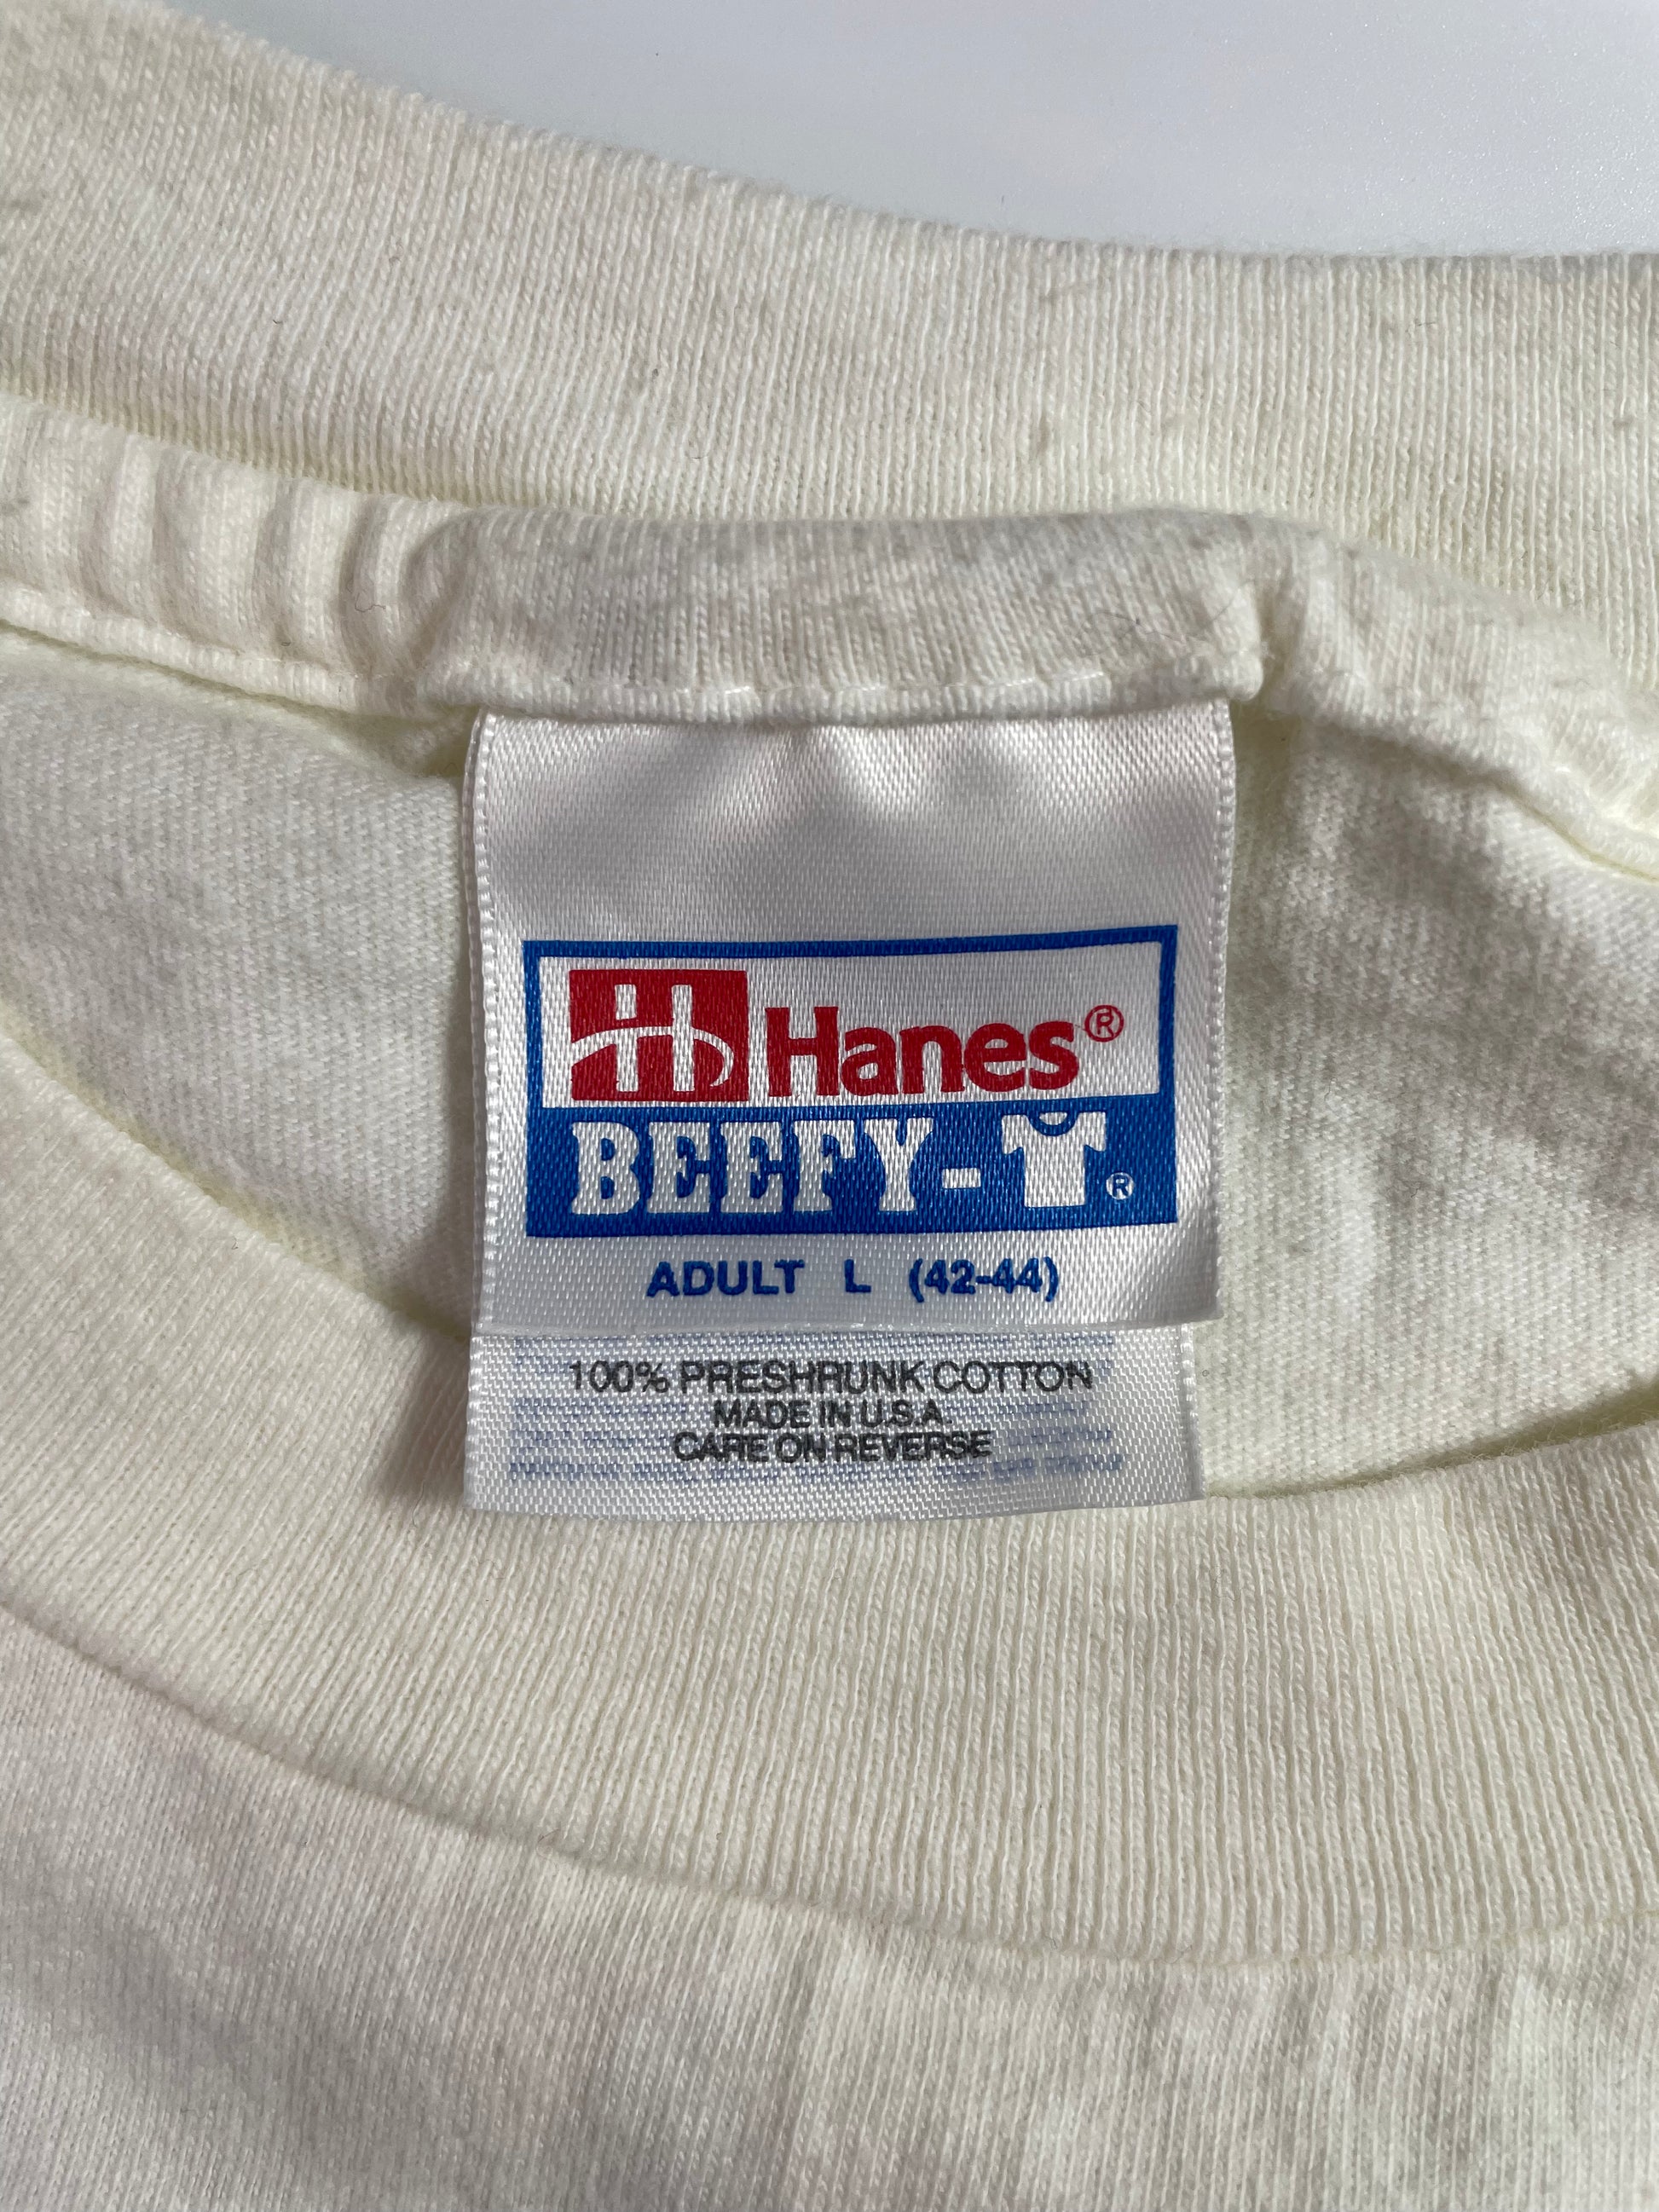 H Hanes®
BEEFY-T®
ADULT L (42-44)
100% PRESHRUNK COTTON
MADE IN U.S.A.
CARE ON REVERSE